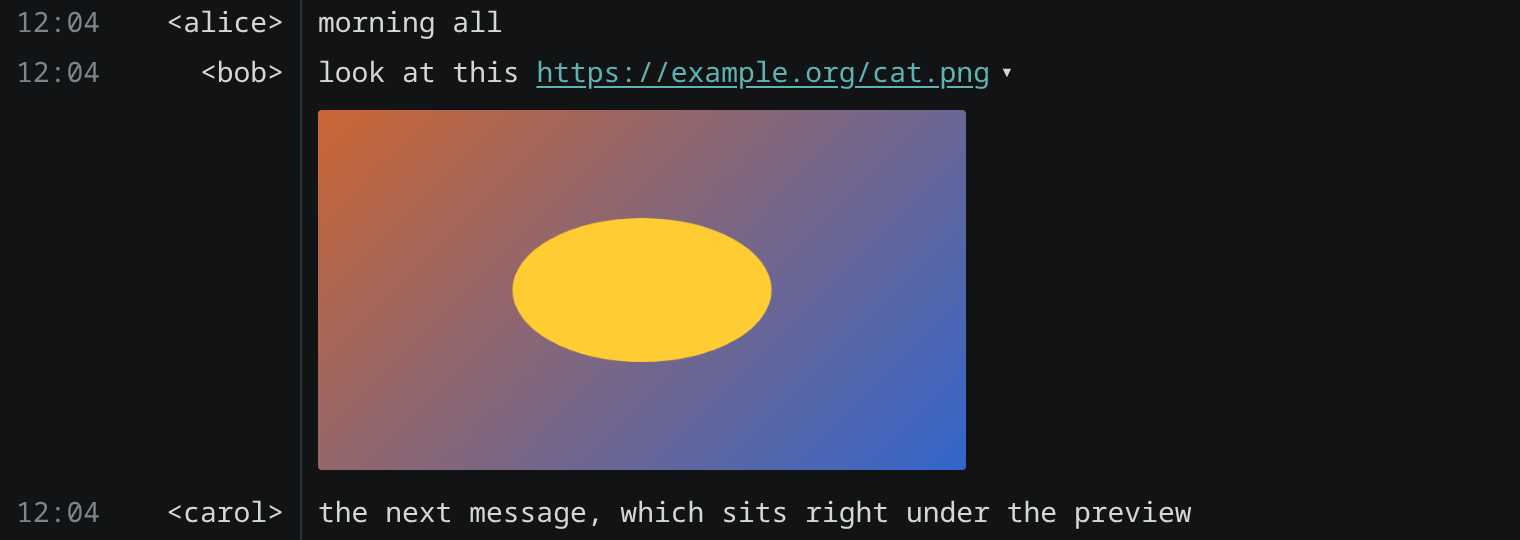 12:04 <alice> morning all
12:04 <bob> look at this https://example.org/cat.png ▾
12:04 <carol> the next message, which sits right under the preview